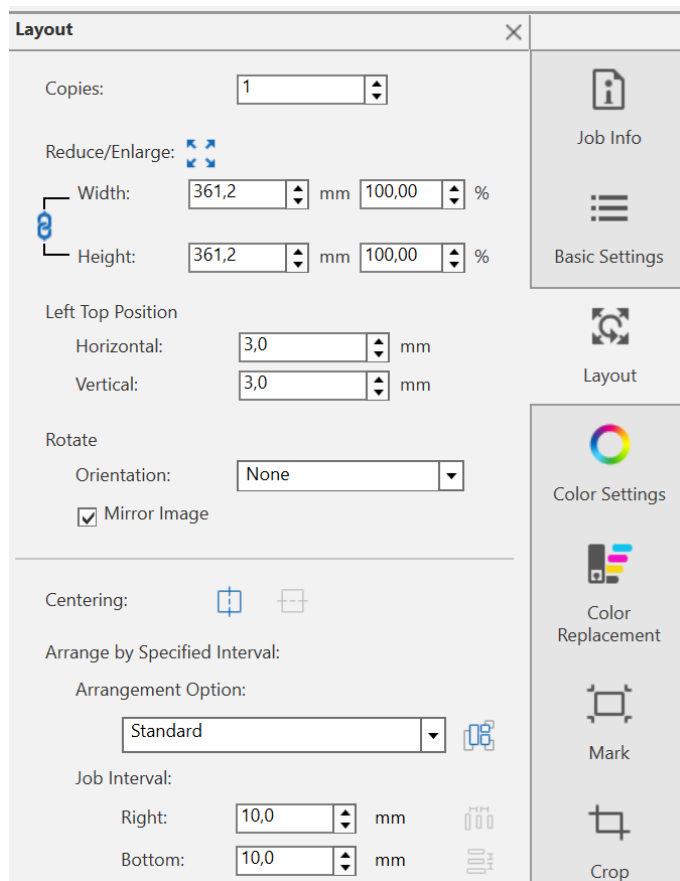 Layout
Copies: 1
Reduce/Enlarge:
Width: 361,2 mm 100,00 %
Height: 361,2 mm 100,00 %
Left Top Position
Horizontal: 3,0 mm
Vertical: 3,0 mm
Rotate
Orientation: None
Mirror Image
Centering:
Arrange by Specified Interval:
Arrangement Option:
Standard
Job Interval:
Right: 10,0 mm
Bottom: 10,0 mm
Job Info
Basic Settings
Layout
Color Settings
Color
Replacement
Mark
Crop